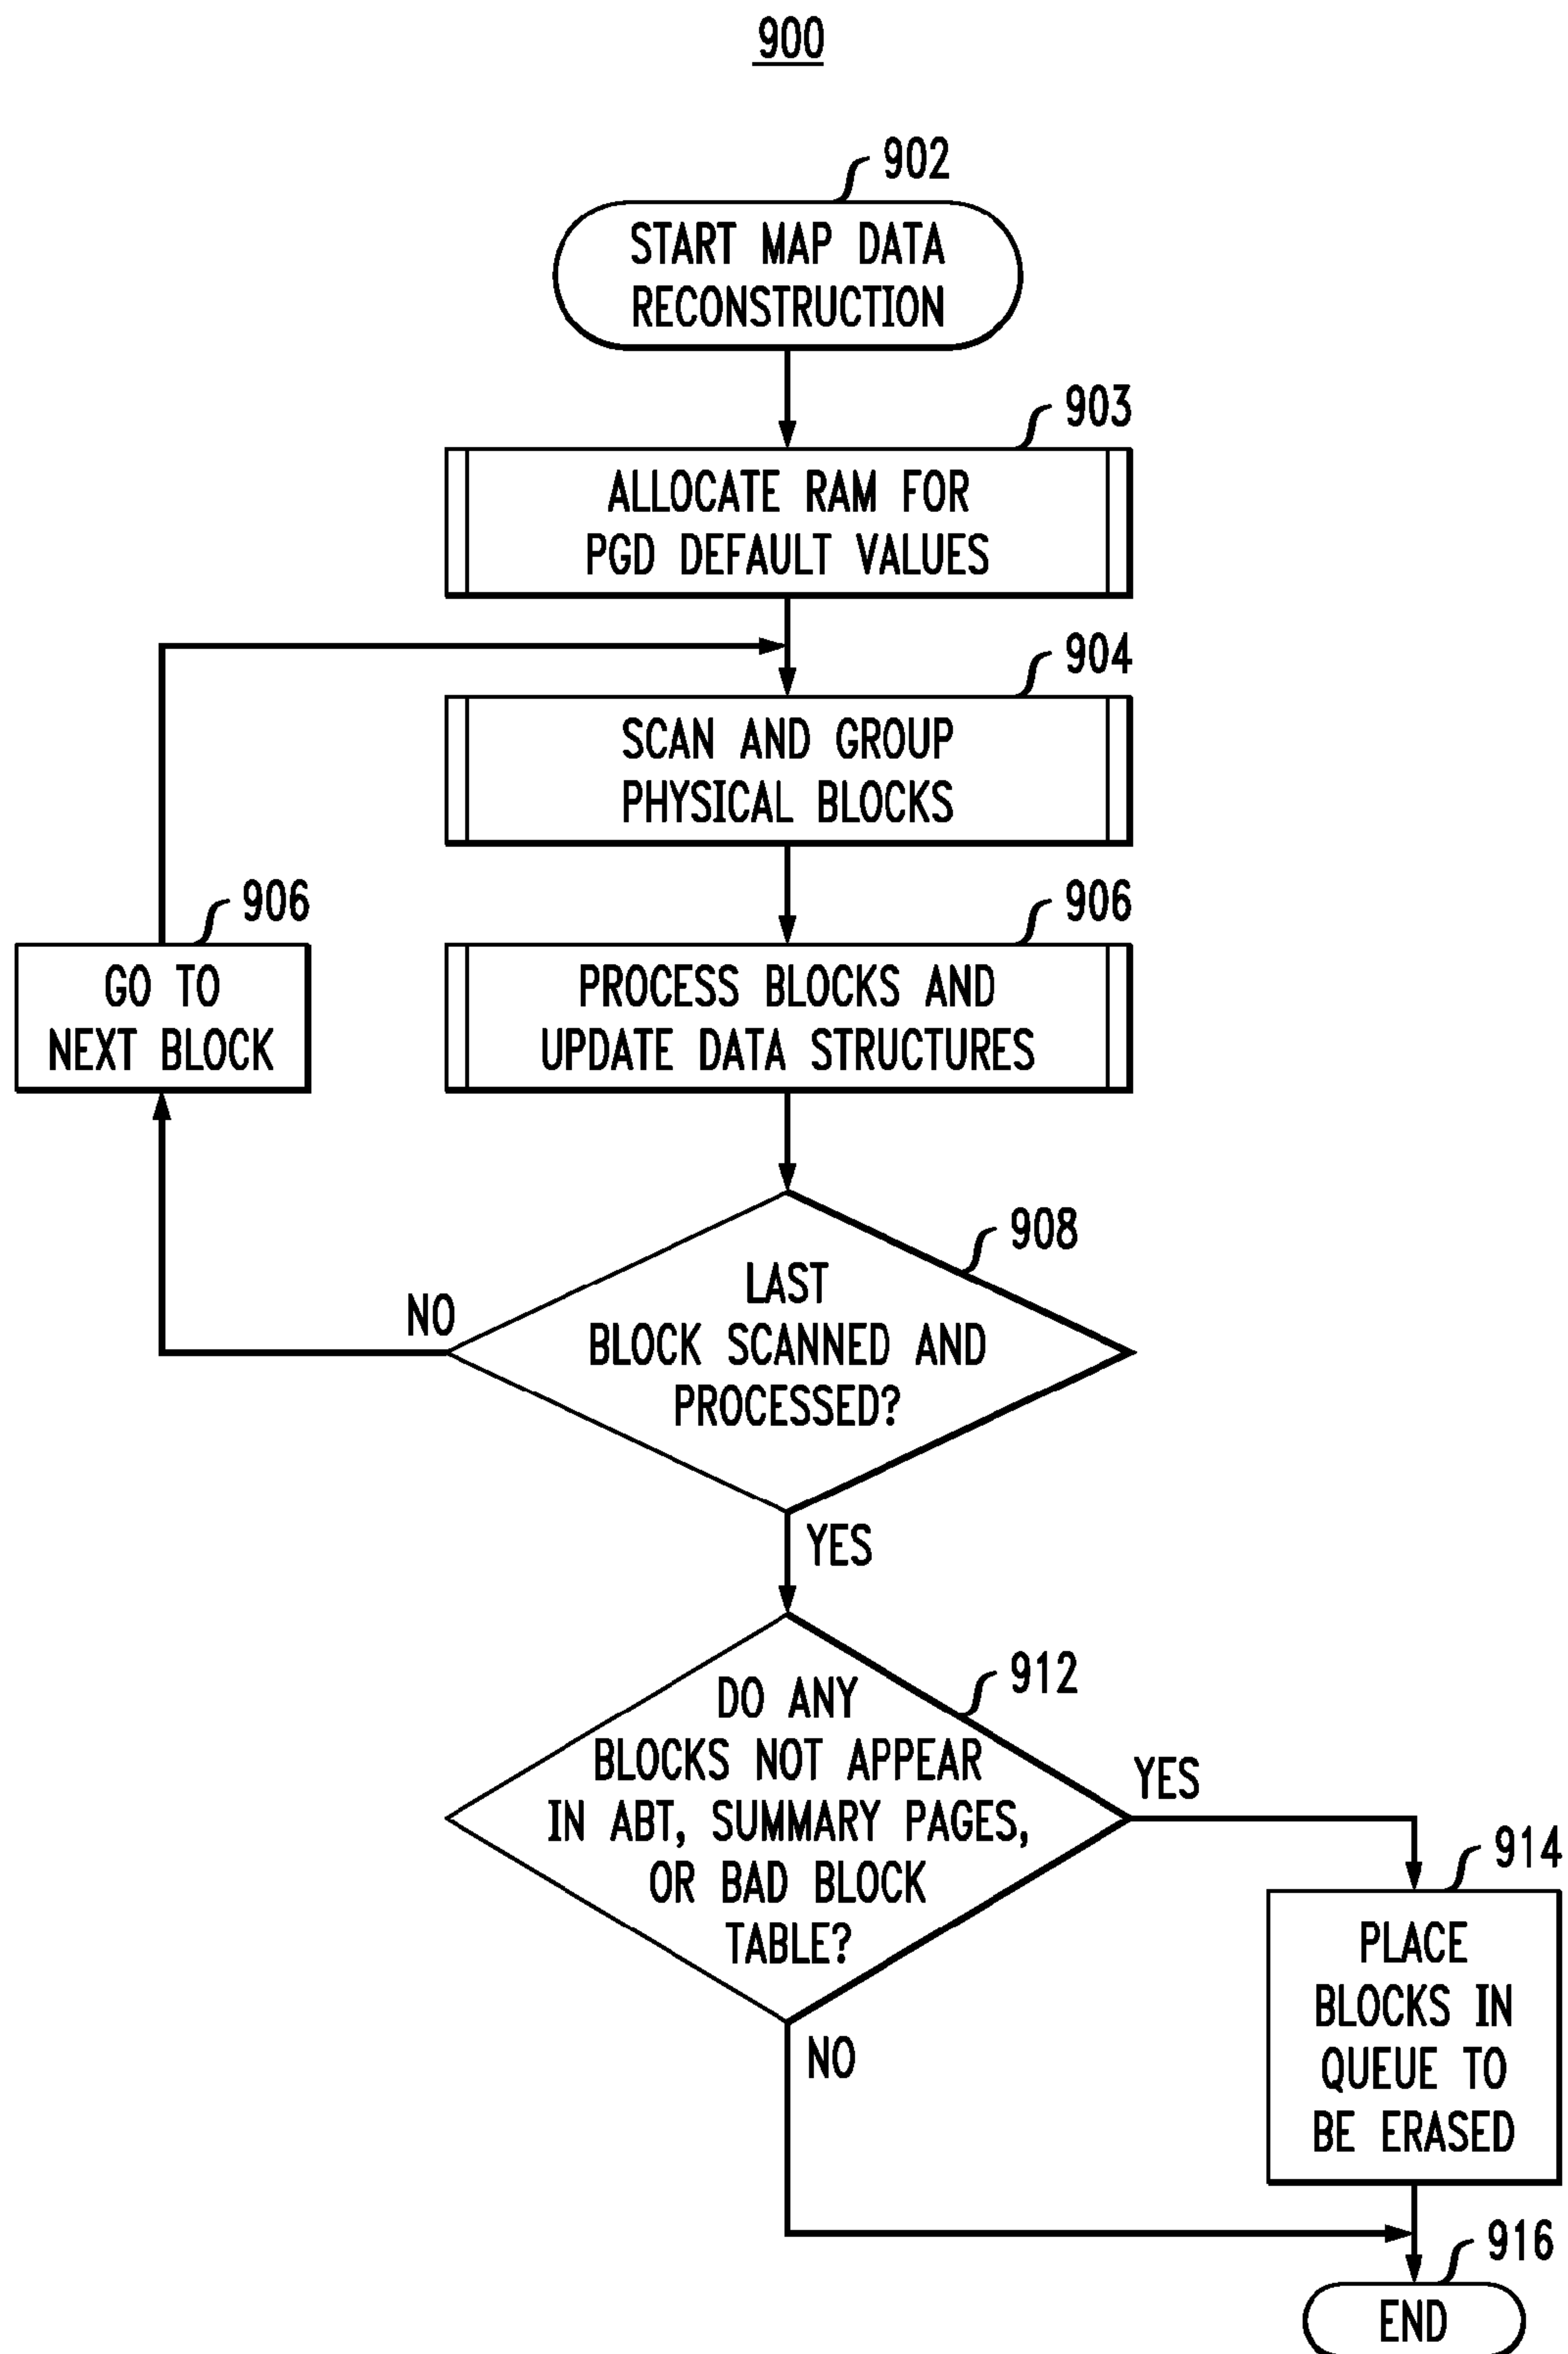 900
902
START MAP DATA
RECONSTRUCTION
903
ALLOCATE RAM FOR
PGD DEFAULT VALUES
904
SCAN AND GROUP
PHYSICAL BLOCKS
906
GO TO
NEXT BLOCK
906
PROCESS BLOCKS AND
UPDATE DATA STRUCTURES
908
LAST
BLOCK SCANNED AND
PROCESSED?
NO
YES
912
DO ANY
BLOCKS NOT APPEAR
IN ABT, SUMMARY PAGES,
OR BAD BLOCK
TABLE?
YES
NO
914
PLACE
BLOCKS IN
QUEUE TO
BE ERASED
916
END